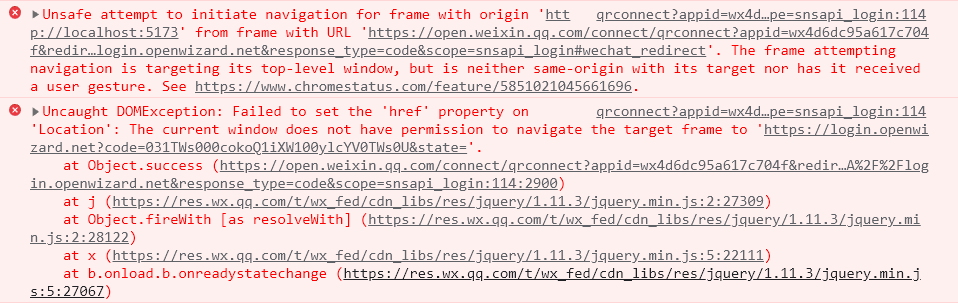 ▶Unsafe attempt to initiate navigation for frame with origin 'htt qrconnect?appid=wx4d…pe=snsapi_login:114
p://localhost:5173' from frame with URL 'https://open.weixin.qq.com/connect/qrconnect?appid=wx4d6dc95a617c704
f&redir…login.openwizard.net&response_type=code&scope=snsapi_login#wechat_redirect'. The frame attempting
navigation is targeting its top-level window, but is neither same-origin with its target nor has it received
a user gesture. See https://www.chromestatus.com/feature/5851021045661696.
▶Uncaught DOMException: Failed to set the 'href' property on qrconnect?appid=wx4d…pe=snsapi_login:114
'Location': The current window does not have permission to navigate the target frame to 'https://login.openwi
zard.net?code=031TWs000cokoQ1iXW100ylcYV0TWs0U&state='.
at Object.success (https://open.weixin.qq.com/connect/qrconnect?appid=wx4d6dc95a617c704f&redir…A%2F%2Flog
in.openwizard.net&response_type=code&scope=snsapi_login:114:2900)
at j (https://res.wx.qq.com/t/wx_fed/cdn_libs/res/jquery/1.11.3/jquery.min.js:2:27309)
at Object.fireWith [as resolveWith] (https://res.wx.qq.com/t/wx_fed/cdn_libs/res/jquery/1.11.3/jquery.mi
n.js:2:28122)
at x (https://res.wx.qq.com/t/wx_fed/cdn_libs/res/jquery/1.11.3/jquery.min.js:5:22111)
at b.onload.b.onreadystatechange (https://res.wx.qq.com/t/wx_fed/cdn_libs/res/jquery/1.11.3/jquery.min.j
s:5:27067)